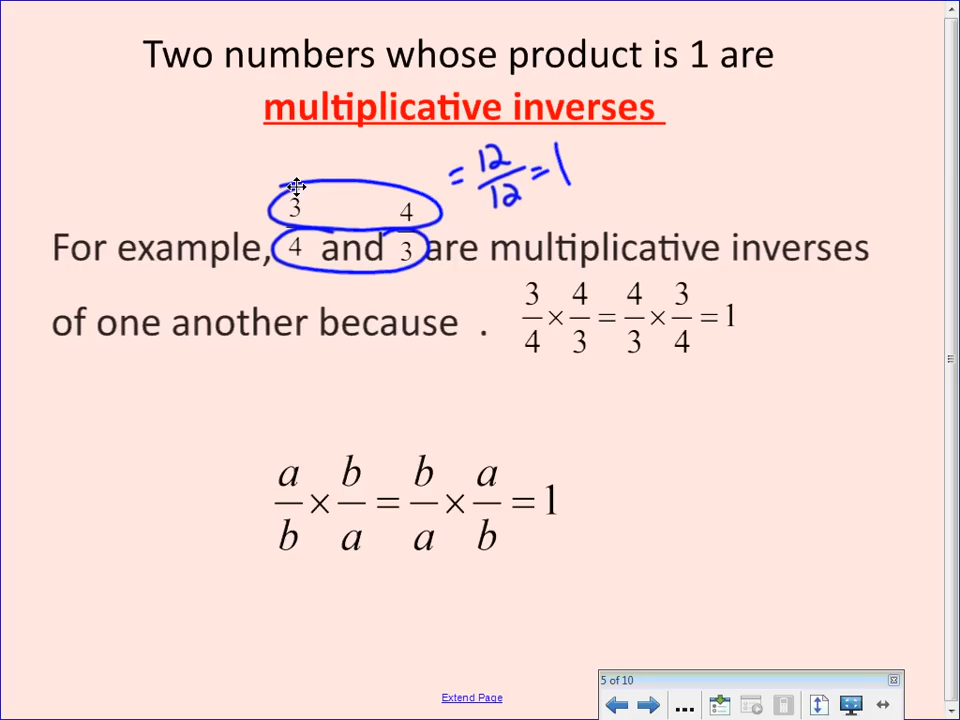 Two numbers whose product is 1 are
multiplicative inverses
= 12/12 = 1
For example, 3/4 and 4/3 are multiplicative inverses
of one another because . 3/4 × 4/3 = 4/3 × 3/4 = 1
a/b × b/a = b/a × a/b = 1
Extend Page
5 of 10
...